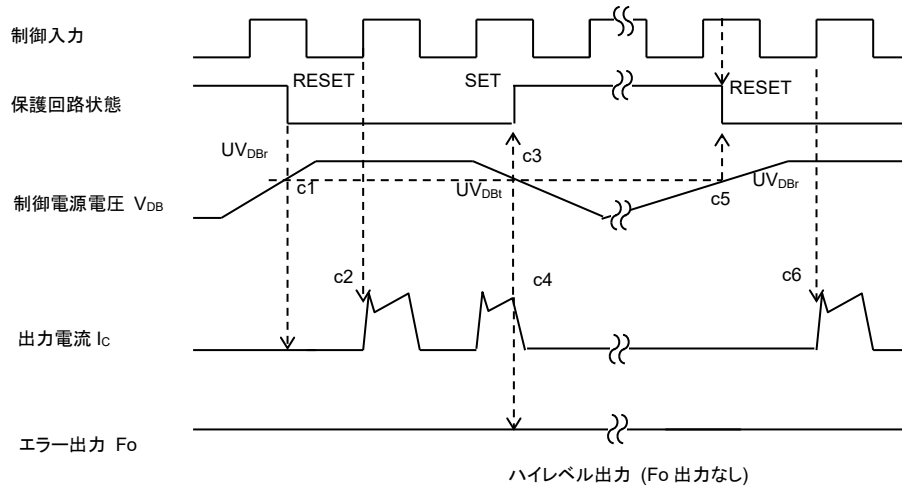 制御入力
RESET
SET
RESET
保護回路状態
UVDBr
c3
c1
UVDBt
c5
UVDBr
制御電源電圧 VDB
c2
c4
c6
出力電流 IC
エラー出力 Fo
ハイレベル出力 (Fo 出力なし)